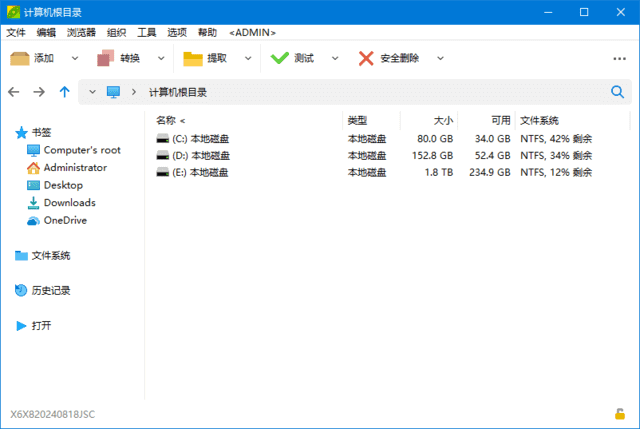 计算机根目录
文件 编辑 浏览器 组织 工具 选项 帮助 <ADMIN>
添加 转换 提取 测试 安全删除
计算机根目录
书签
Computer's root
Administrator
Desktop
Downloads
OneDrive
文件系统
历史记录
打开
名称 < 类型 大小 可用 文件系统
(C:) 本地磁盘 本地磁盘 80.0 GB 34.0 GB NTFS, 42% 剩余
(D:) 本地磁盘 本地磁盘 152.8 GB 52.4 GB NTFS, 34% 剩余
(E:) 本地磁盘 本地磁盘 1.8 TB 234.9 GB NTFS, 12% 剩余
X6X820240818JSC